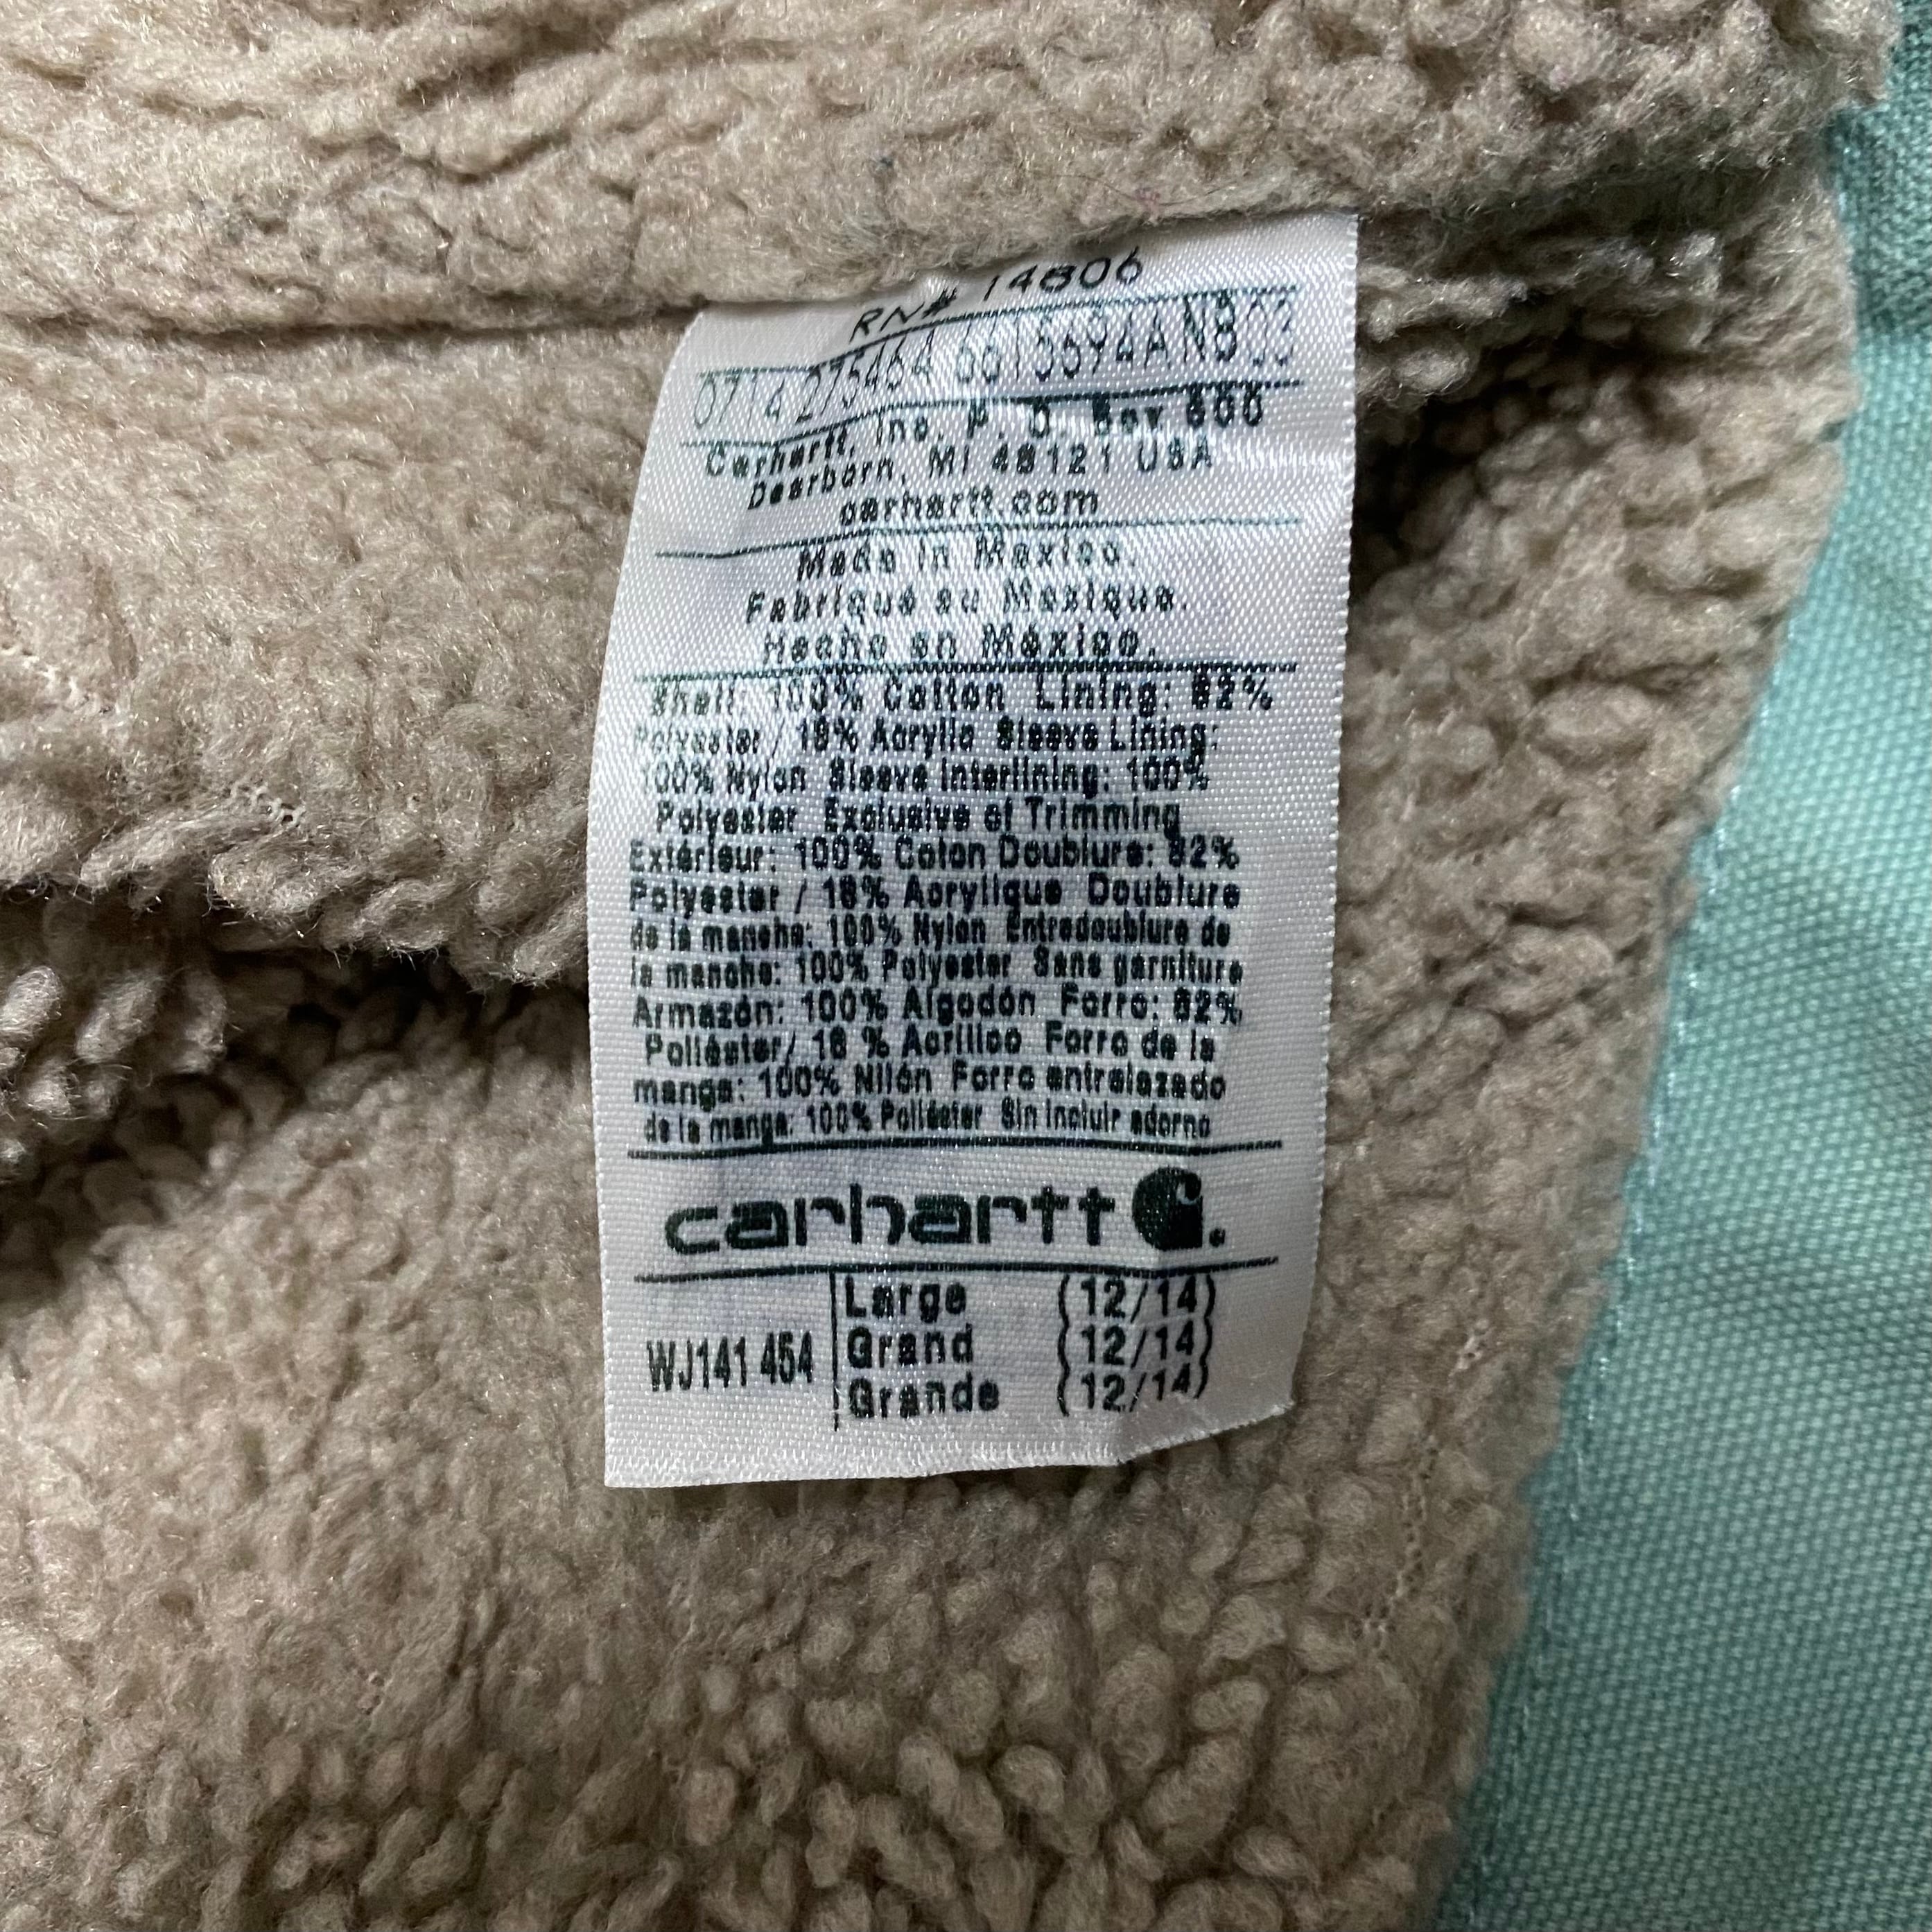 RN# 14806
0714 275464 6615694A NB03
Carhartt, Inc P. O. Box 600
Dearborn, MI 48121 USA
carhartt.com
Made in Mexico.
Fabriqué au Mexique.
Hecho en México.
Shell: 100% Cotton Lining: 82%
Polyester / 18% Acrylic Sleeve Lining:
100% Nylon Sleeve Interlining: 100%
Polyester Exclusive of Trimming
Extérieur: 100% Coton Doublure: 82%
Polyester / 18% Acrylique Doublure
de la manche: 100% Nylon Entredoublure de
la manche: 100% Polyester Sans garniture
Armazón: 100% Algodón Forro: 82%
Poliéster/ 18 % Acrílico Forro de la
manga: 100% Nilón Forro entrelazado
de la manga: 100% Poliéster Sin incluir adorno
carhartt
WJ141 454
Large (12/14)
Grand (12/14)
Grande (12/14)